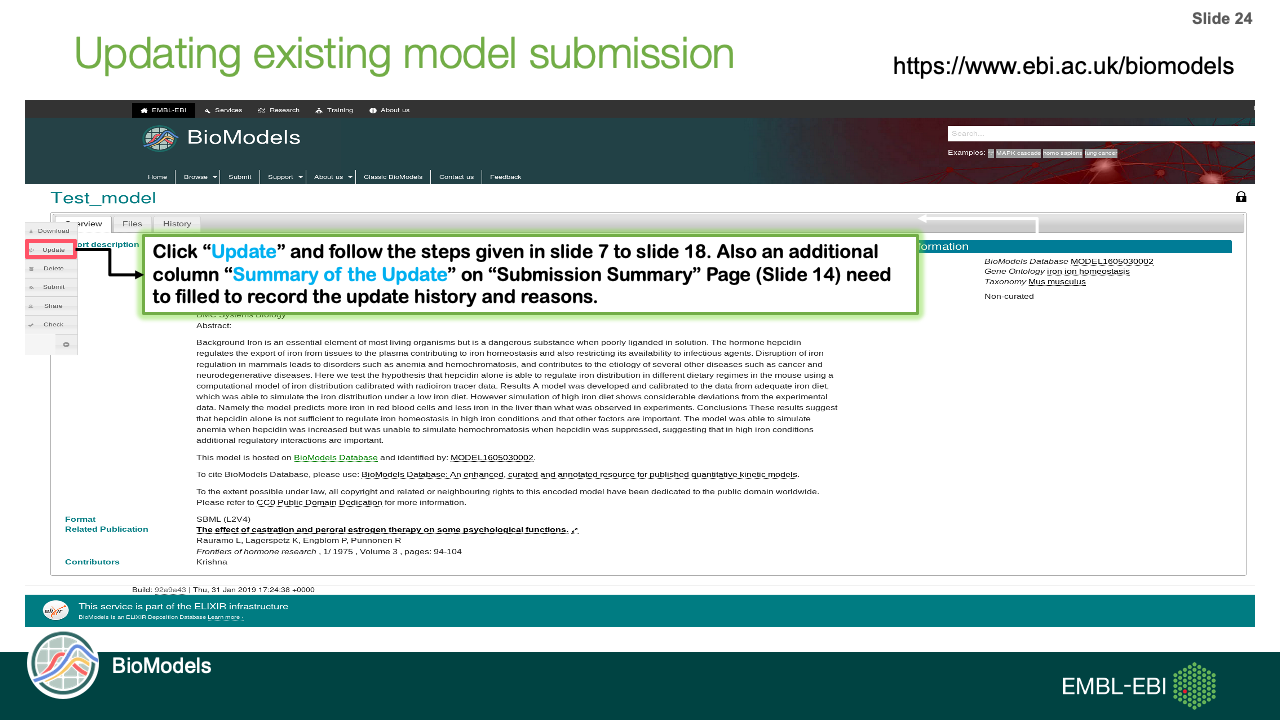 Slide 24
Updating existing model submission
https://www.ebi.ac.uk/biomodels
EMBL-EBI Services Research Training About us
BioModels
Search...
Examples: MAPK cascade homo sapiens lung cancer
Home Browse Submit Support About us Classic BioModels Contact us Feedback
Test_model
Overview Files History
Download
Update
Delete
Submit
Share
Check
ort description
Click “Update” and follow the steps given in slide 7 to slide 18. Also an additional
column “Summary of the Update” on “Submission Summary” Page (Slide 14) need
to filled to record the update history and reasons.
formation
BioModels Database MODEL1605030002
Gene Ontology iron ion homeostasis
Taxonomy Mus musculus
Non-curated
BMC Systems Biology
Abstract:
Background Iron is an essential element of most living organisms but is a dangerous substance when poorly liganded in solution. The hormone hepcidin
regulates the export of iron from tissues to the plasma contributing to iron homeostasis and also restricting its availability to infectious agents. Disruption of iron
regulation in mammals leads to disorders such as anemia and hemochromatosis, and contributes to the etiology of several other diseases such as cancer and
neurodegenerative diseases. Here we test the hypothesis that hepcidin alone is able to regulate iron distribution in different dietary regimes in the mouse using a
computational model of iron distribution calibrated with radioiron tracer data. Results A model was developed and calibrated to the data from adequate iron diet,
which was able to simulate the iron distribution under a low iron diet. However simulation of high iron diet shows considerable deviations from the experimental
data. Namely the model predicts more iron in red blood cells and less iron in the liver than what was observed in experiments. Conclusions These results suggest
that hepcidin alone is not sufficient to regulate iron homeostasis in high iron conditions and that other factors are important. The model was able to simulate
anemia when hepcidin was increased but was unable to simulate hemochromatosis when hepcidin was suppressed, suggesting that in high iron conditions
additional regulatory interactions are important.
This model is hosted on BioModels Database and identified by: MODEL1605030002.
To cite BioModels Database, please use: BioModels Database: An enhanced, curated and annotated resource for published quantitative kinetic models.
To the extent possible under law, all copyright and related or neighbouring rights to this encoded model have been dedicated to the public domain worldwide.
Please refer to CC0 Public Domain Dedication for more information.
Format SBML (L2V4)
Related Publication The effect of castration and peroral estrogen therapy on some psychological functions.
Rauramo L, Lagerspetz K, Engblom P, Punnonen R
Frontiers of hormone research , 1/ 1975 , Volume 3 , pages: 94-104
Contributors Krishna
Build: 92e9e43 | Thu, 31 Jan 2019 17:24:38 +0000
elixir
This service is part of the ELIXIR infrastructure
BioModels is an ELIXIR Deposition Database Learn more ›
BioModels
EMBL-EBI